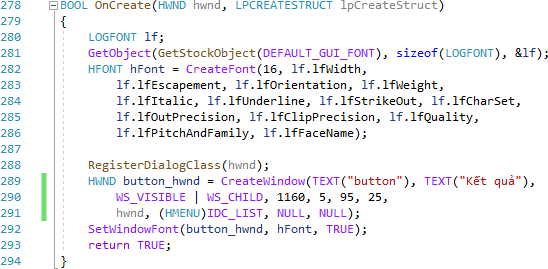 278 BOOL OnCreate(HWND hwnd, LPCREATESTRUCT lpCreateStruct)
279 {
280 LOGFONT lf;
281 GetObject(GetStockObject(DEFAULT_GUI_FONT), sizeof(LOGFONT), &lf);
282 HFONT hFont = CreateFont(16, lf.lfWidth,
283 lf.lfEscapement, lf.lfOrientation, lf.lfWeight,
284 lf.lfItalic, lf.lfUnderline, lf.lfStrikeOut, lf.lfCharSet,
285 lf.lfOutPrecision, lf.lfClipPrecision, lf.lfQuality,
286 lf.lfPitchAndFamily, lf.lfFaceName);
287
288 RegisterDialogClass(hwnd);
289 HWND button_hwnd = CreateWindow(TEXT("button"), TEXT("Kết quả"),
290 WS_VISIBLE | WS_CHILD, 1160, 5, 95, 25,
291 hwnd, (HMENU)IDC_LIST, NULL, NULL);
292 SetWindowFont(button_hwnd, hFont, TRUE);
293 return TRUE;
294 }